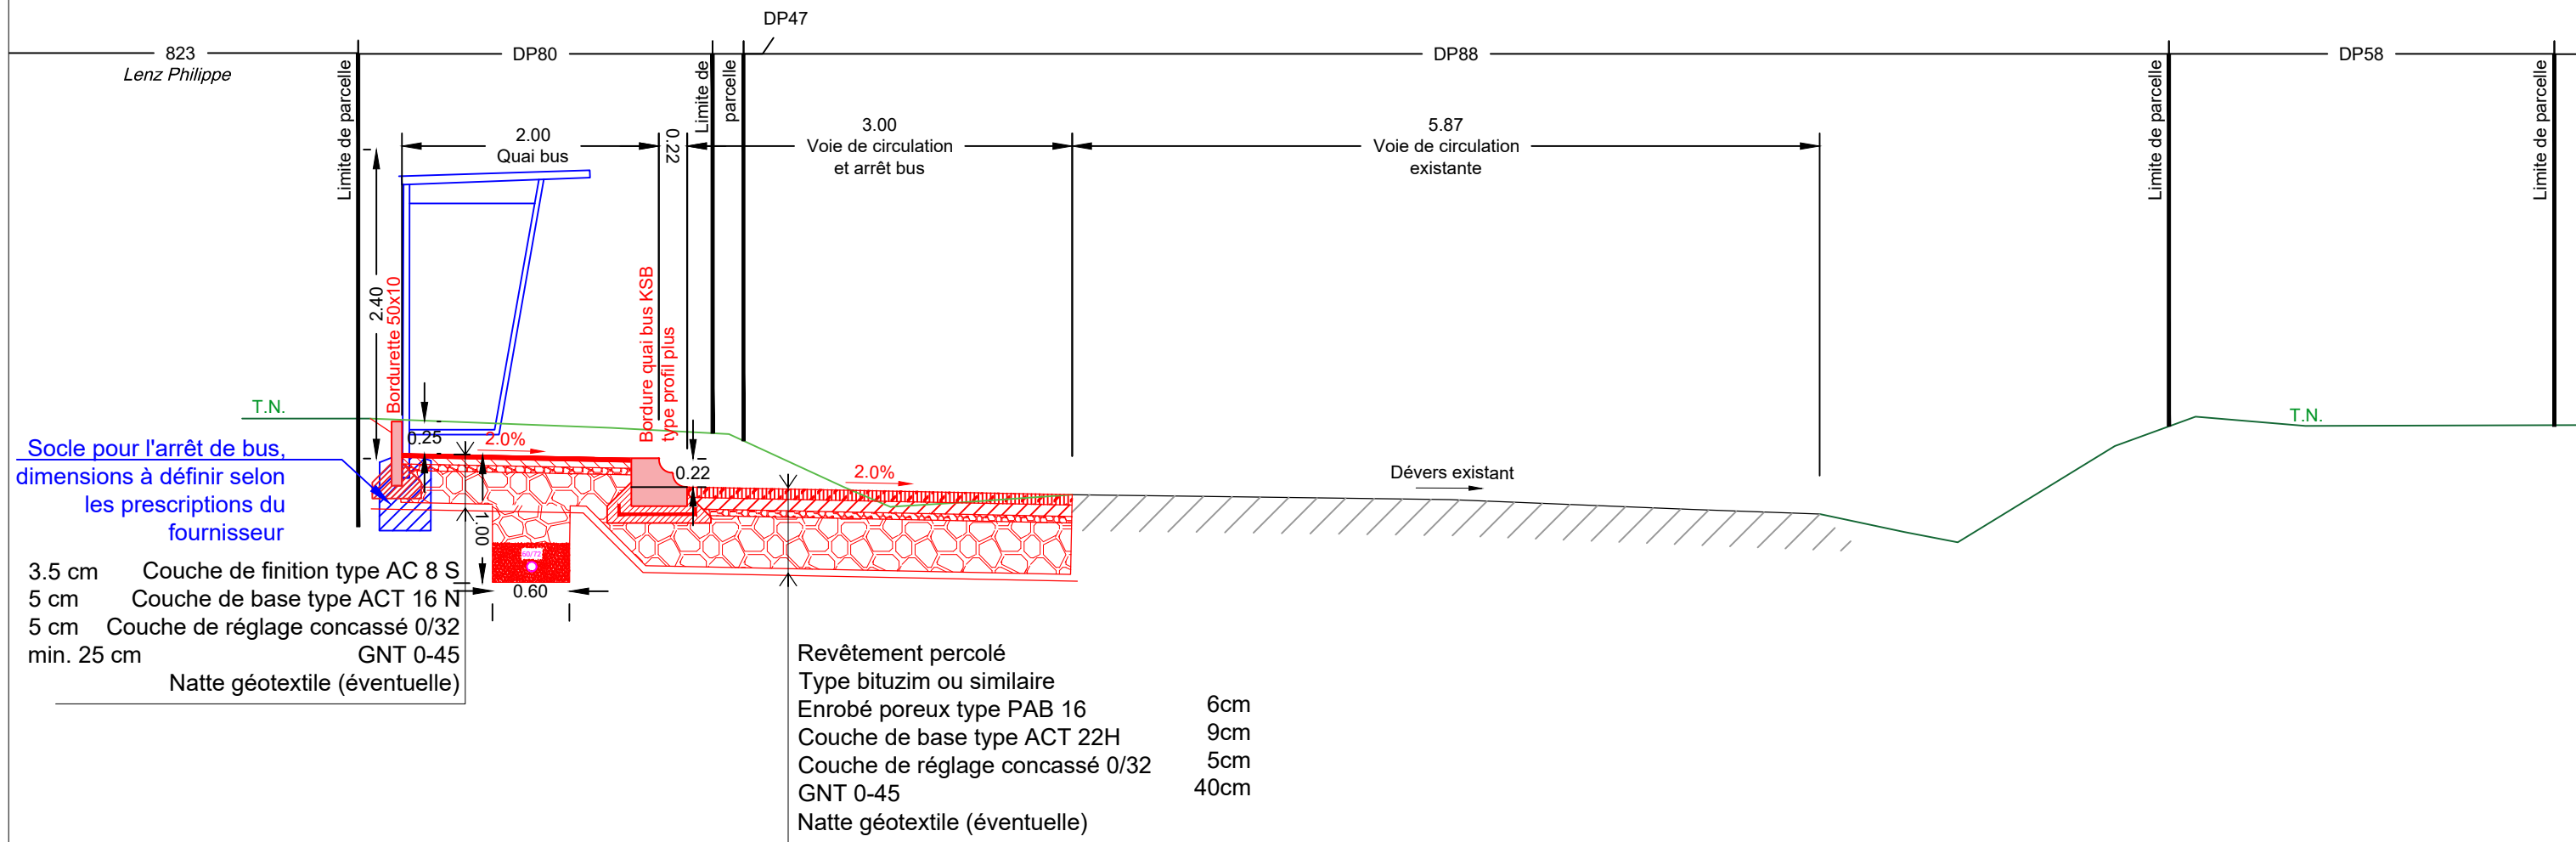 DP47
823
Lenz Philippe
DP80
DP88
DP58
Limite de parcelle
Limite de
parcelle
Limite de parcelle
Limite de parcelle
2.00
Quai bus
0.22
3.00
Voie de circulation
et arrêt bus
5.87
Voie de circulation
existante
2.40
Bordurette 50x10
Bordure quai bus KSB
type profil plus
T.N.
T.N.
0.25
2.0%
0.22
2.0%
Dévers existant
Socle pour l'arrêt de bus,
dimensions à définir selon
les prescriptions du
fournisseur
1.00
60/72
0.60
3.5 cm Couche de finition type AC 8 S
5 cm Couche de base type ACT 16 N
5 cm Couche de réglage concassé 0/32
min. 25 cm GNT 0-45
Natte géotextile (éventuelle)
Revêtement percolé
Type bituzim ou similaire
Enrobé poreux type PAB 16 6cm
Couche de base type ACT 22H 9cm
Couche de réglage concassé 0/32 5cm
GNT 0-45 40cm
Natte géotextile (éventuelle)